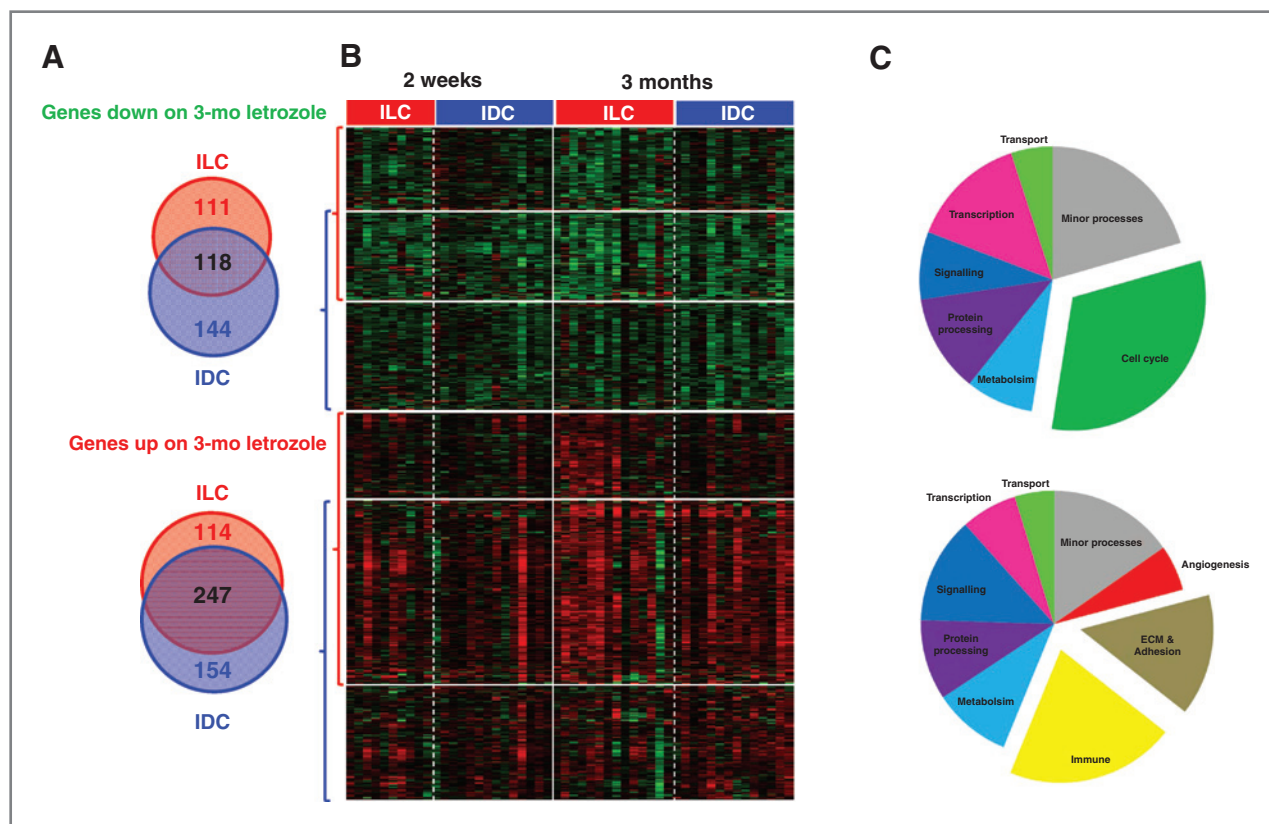 A
B
C
2 weeks
3 months
Genes down on 3-mo letrozole
ILC
IDC
ILC
IDC
ILC
111
118
144
IDC
Genes up on 3-mo letrozole
ILC
114
247
154
IDC
Transport
Transcription
Minor processes
Signalling
Protein
processing
Cell cycle
Metabolsim
Transport
Transcription
Minor processes
Angiogenesis
Signalling
ECM &
Adhesion
Protein
processing
Metabolsim
Immune